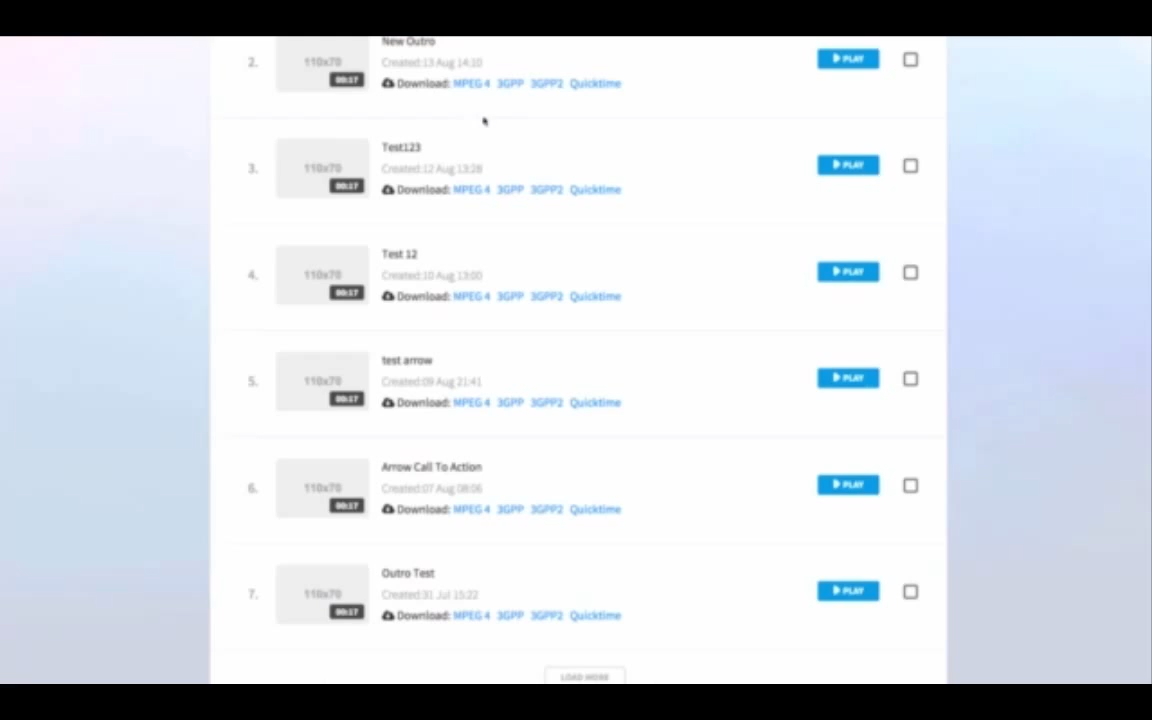 New Outro
2. 110x70 Created:13 Aug 14:10 PLAY
00:17 Download: MPEG 4 3GPP 3GPP2 Quicktime
Test123
3. 110x70 Created:12 Aug 13:28 PLAY
00:17 Download: MPEG 4 3GPP 3GPP2 Quicktime
Test 12
4. 110x70 Created:10 Aug 13:00 PLAY
00:17 Download: MPEG 4 3GPP 3GPP2 Quicktime
test arrow
5. 110x70 Created:09 Aug 21:41 PLAY
00:17 Download: MPEG 4 3GPP 3GPP2 Quicktime
Arrow Call To Action
6. 110x70 Created:07 Aug 08:06 PLAY
00:17 Download: MPEG 4 3GPP 3GPP2 Quicktime
Outro Test
7. 110x70 Created:31 Jul 15:22 PLAY
00:17 Download: MPEG 4 3GPP 3GPP2 Quicktime
LOAD MORE